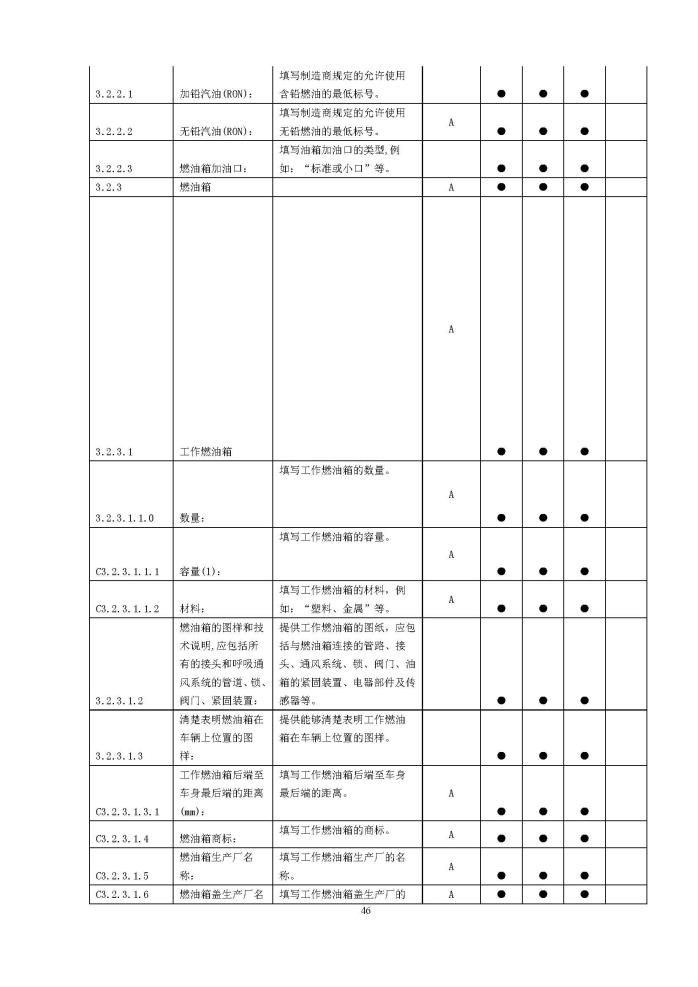 填写制造商规定的允许使用
3.2.2.1 加铅汽油(RON): 含铅燃油的最低标号。 ● ● ●
填写制造商规定的允许使用
A
3.2.2.2 无铅汽油(RON): 无铅燃油的最低标号。 ● ● ●
填写油箱加油口的类型,例
3.2.2.3 燃油箱加油口: 如: “标准或小口”等。 ● ● ●
3.2.3 燃油箱 A ● ● ●
A
3.2.3.1 工作燃油箱 ● ● ●
填写工作燃油箱的数量。
A
3.2.3.1.1.0 数量: ● ● ●
填写工作燃油箱的容量。
A
C3.2.3.1.1.1 容量(1): ● ● ●
填写工作燃油箱的材料, 例
A
C3.2.3.1.1.2 材料: 如: “塑料、金属”等。 ● ● ●
燃油箱的图样和技 提供工作燃油箱的图纸, 应包
术说明,应包括所 括与燃油箱连接的管路、接
有的接头和呼吸通 头、通风系统、锁、阀门、油
风系统的管道、锁、 箱的紧固装置、电器部件及传
3.2.3.1.2 阀门、紧固装置: 感器等。 ● ● ●
清楚表明燃油箱在 提供能够清楚表明工作燃油
车辆上位置的图 箱在车辆上位置的图样。
3.2.3.1.3 样: ● ● ●
工作燃油箱后端至 填写工作燃油箱后端至车身
车身最后端的距离 最后端的距离。 A
C3.2.3.1.3.1 (mm): ● ● ●
填写工作燃油箱的商标。
C3.2.3.1.4 燃油箱商标: A ● ● ●
燃油箱生产厂名 填写工作燃油箱生产厂的名
A
C3.2.3.1.5 称: 称。 ● ● ●
C3.2.3.1.6 燃油箱盖生产厂名 填写工作燃油箱盖生产厂的 A ● ● ●
46